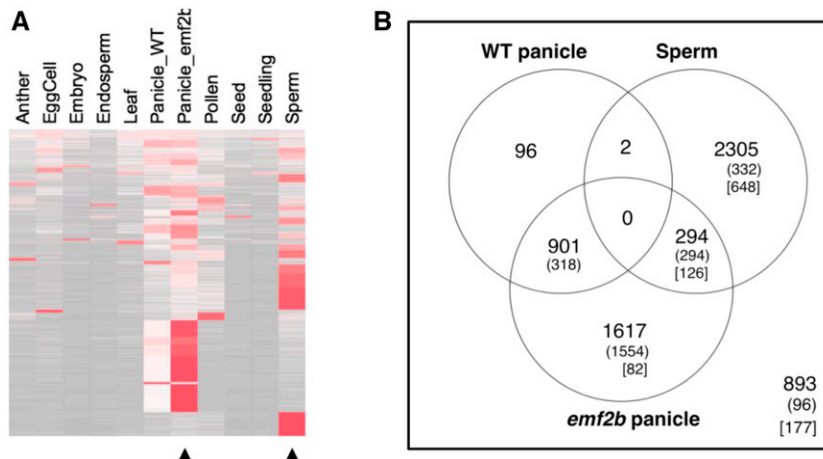 A
Anther
EggCell
Embryo
Endosperm
Leaf
Panicle_WT
Panicle_emf2b
Pollen
Seed
Seedling
Sperm
B
WT panicle
Sperm
96
2
2305
(332)
[648]
0
901
(318)
294
(294)
[126]
1617
(1554)
[82]
emf2b panicle
893
(96)
[177]